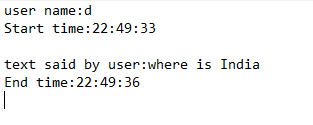 user name:d
Start time:22:49:33
text said by user:where is India
End time:22:49:36